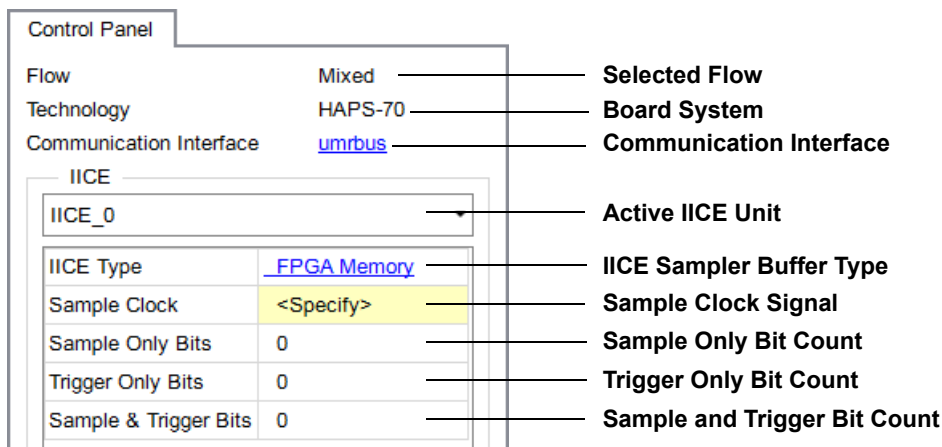 Control Panel
Flow Mixed Selected Flow
Technology HAPS-70 Board System
Communication Interface umrbus Communication Interface
IICE
IICE_0 Active IICE Unit
IICE Type FPGA Memory IICE Sampler Buffer Type
Sample Clock <Specify> Sample Clock Signal
Sample Only Bits 0 Sample Only Bit Count
Trigger Only Bits 0 Trigger Only Bit Count
Sample & Trigger Bits 0 Sample and Trigger Bit Count